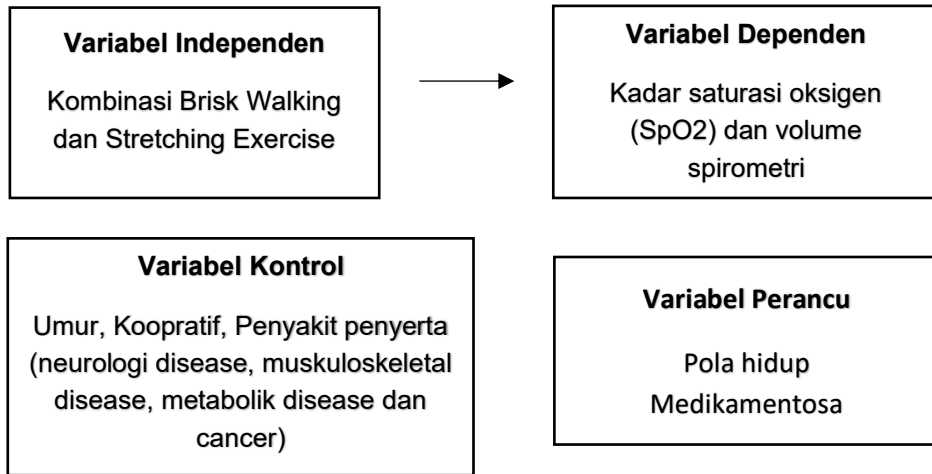 Variabel Independen
Kombinasi Brisk Walking
dan Stretching Exercise
Variabel Dependen
Kadar saturasi oksigen
(SpO2) dan volume
spirometri
Variabel Kontrol
Umur, Koopratif, Penyakit penyerta
(neurologi disease, muskuloskeletal
disease, metabolik disease dan
cancer)
Variabel Perancu
Pola hidup
Medikamentosa